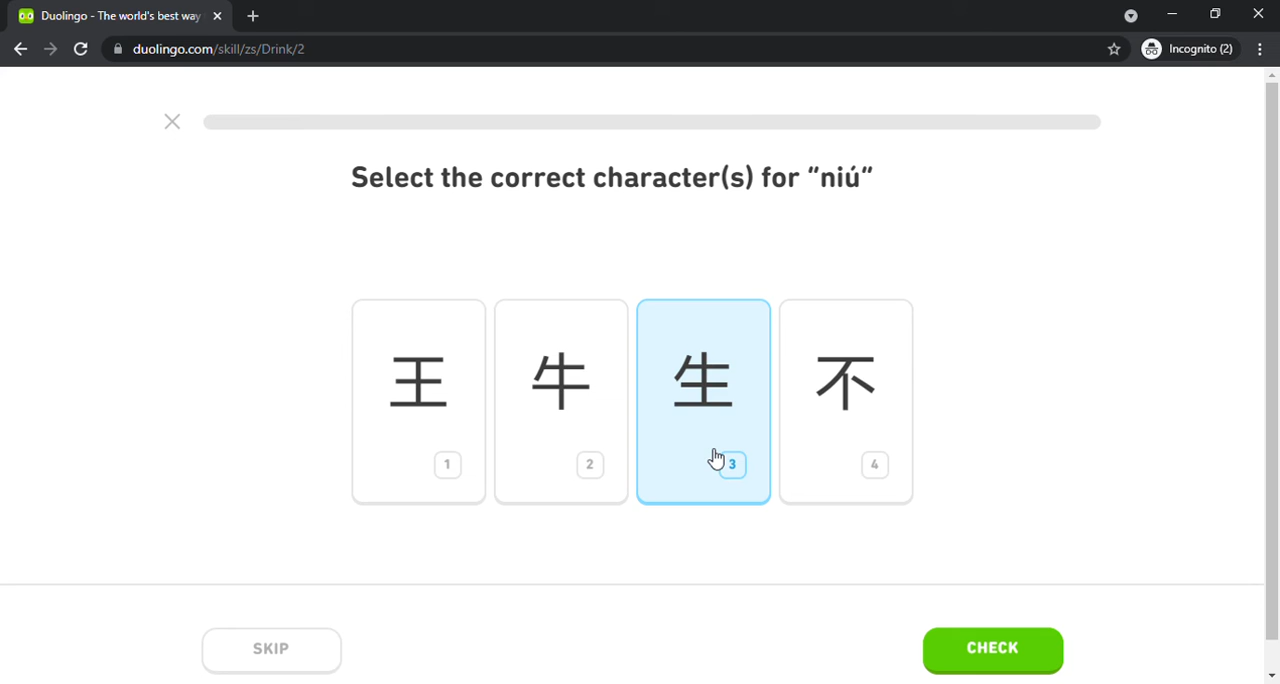 Duolingo - The world's best way
duolingo.com/skill/zs/Drink/2
Incognito (2)
Select the correct character(s) for "niú"
王 牛 生 不
1 2 3 4
SKIP
CHECK